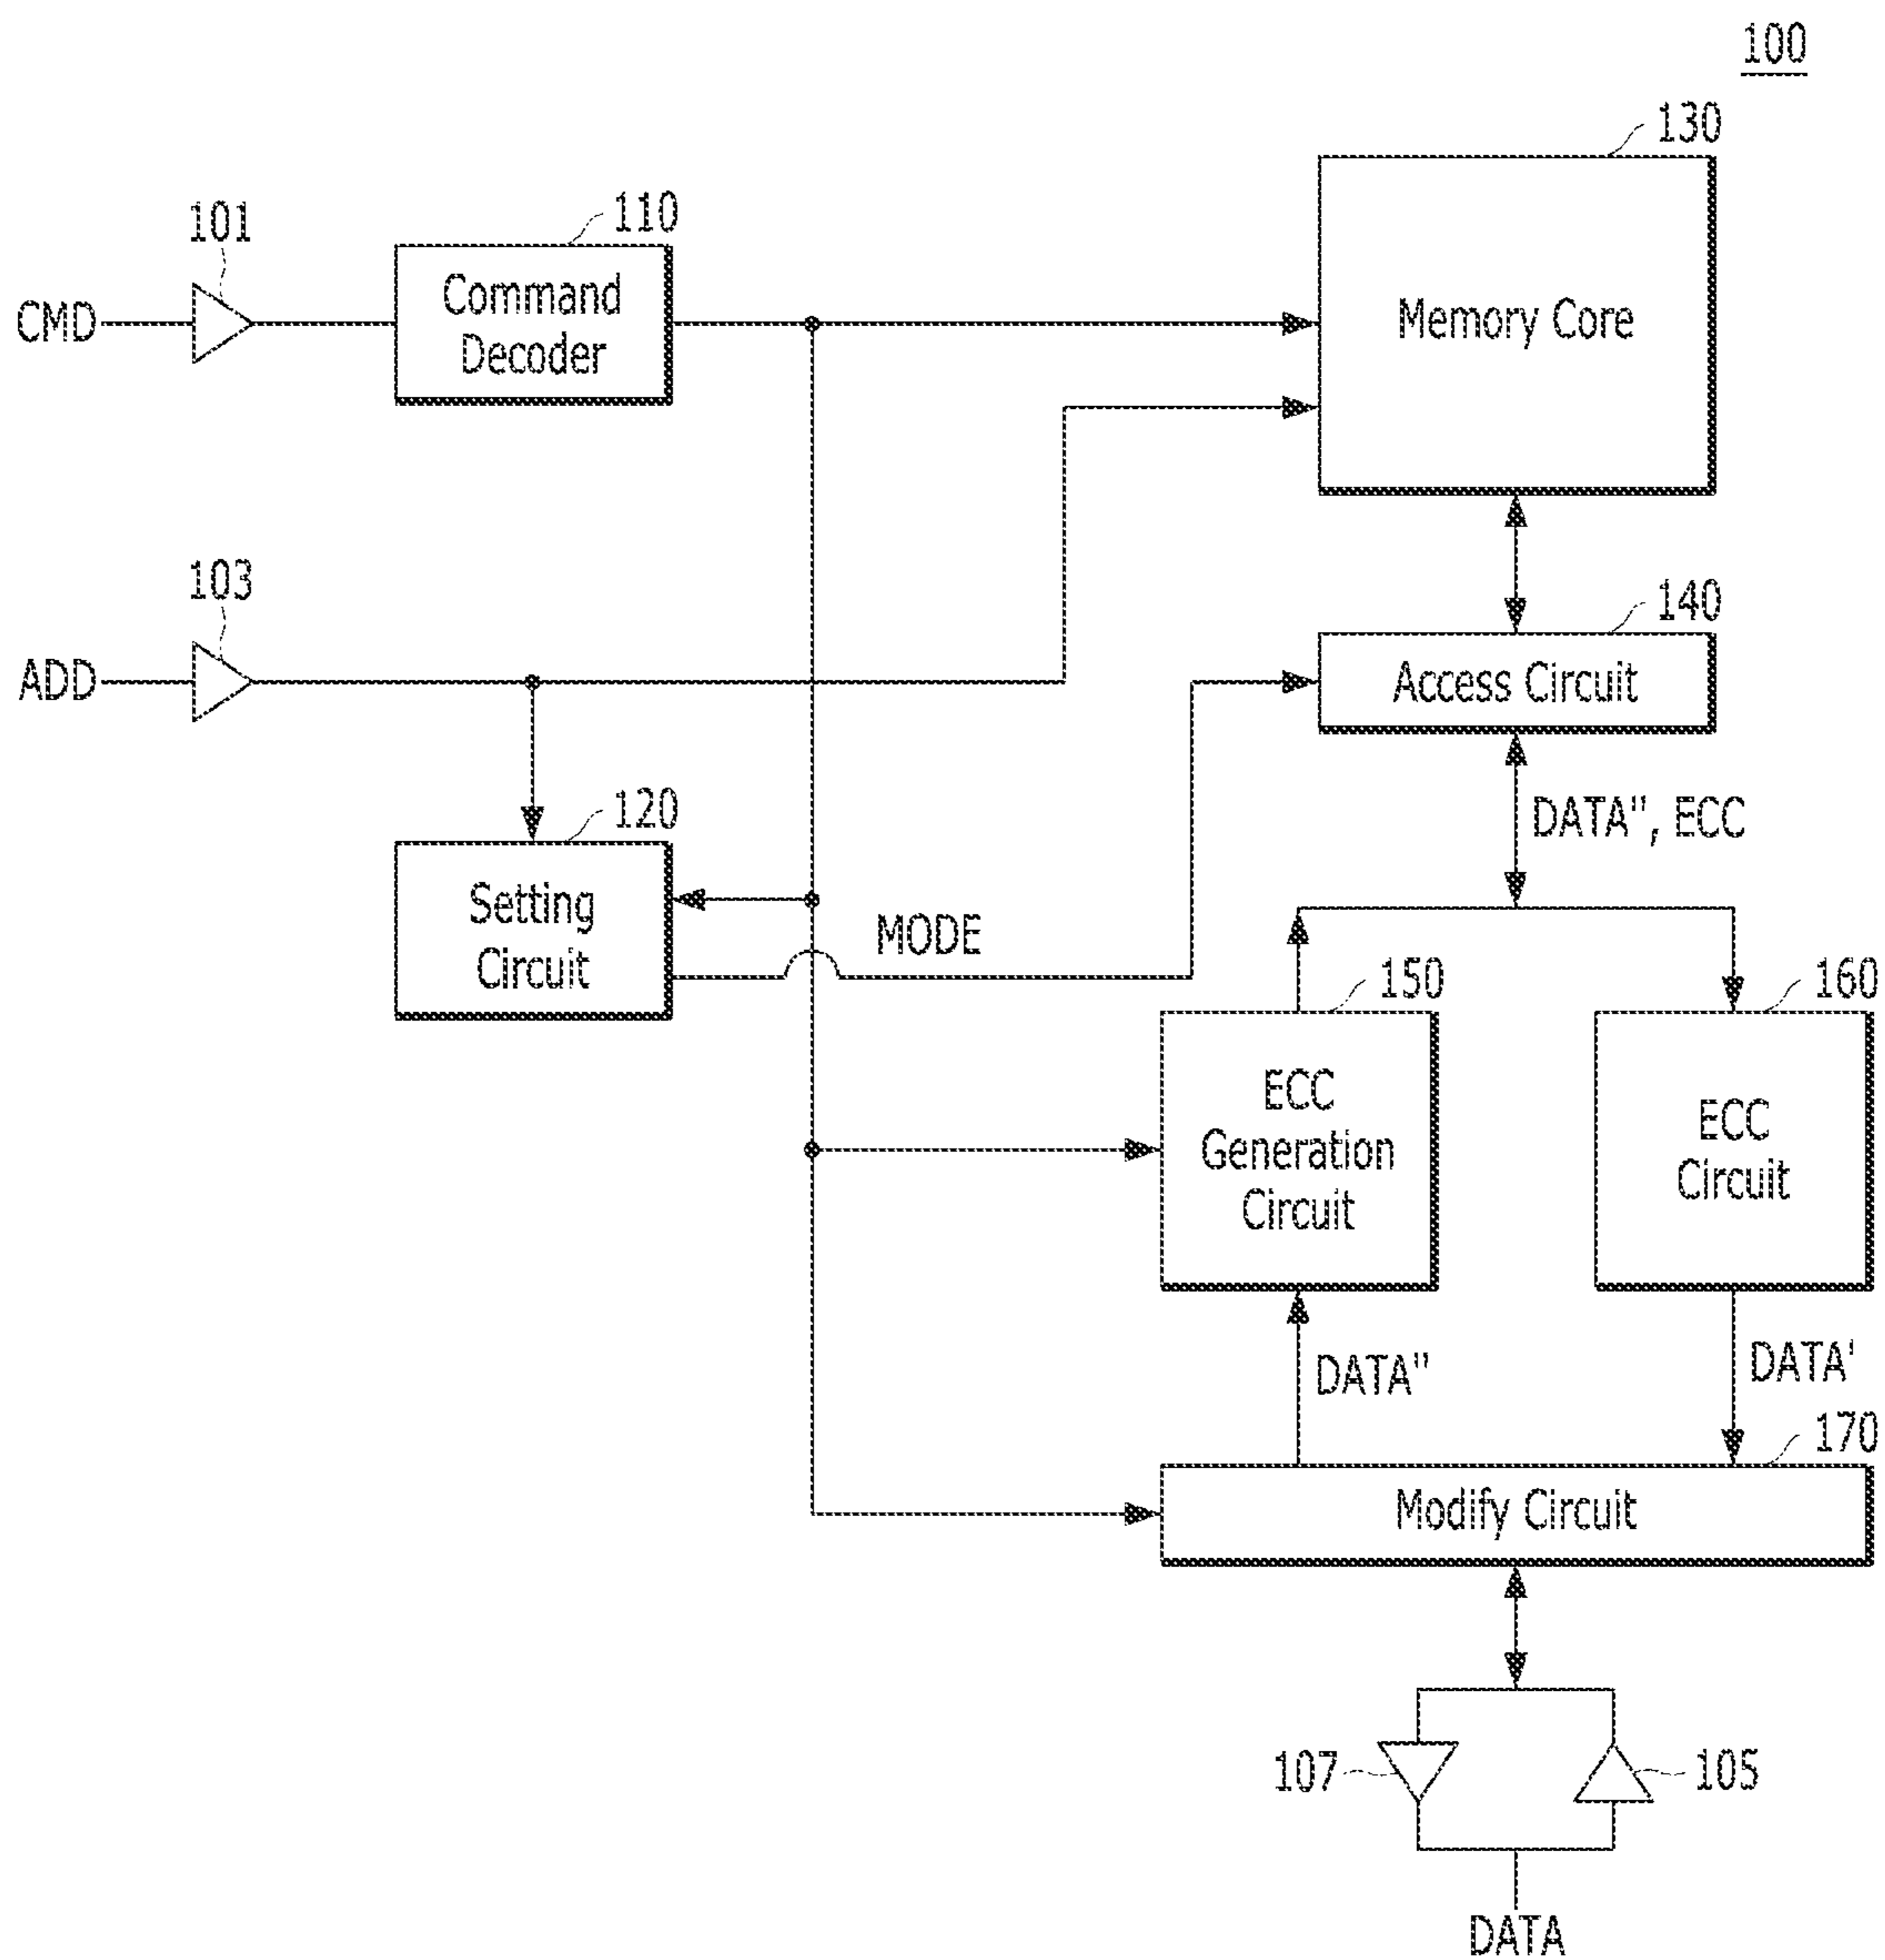 100
130
110
101
Command
Decoder
CMD
Memory Core
103
140
ADD
Access Circuit
120
DATA", ECC
Setting
Circuit
MODE
150
160
ECC
Generation
Circuit
ECC
Circuit
DATA"
DATA'
170
Modify Circuit
107
105
DATA